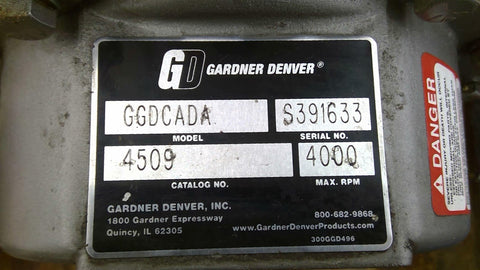 GD GARDNER DENVER®
GGDCADA S391633
MODEL SERIAL NO.
4509 4000
CATALOG NO. MAX. RPM
GARDNER DENVER, INC.
1800 Gardner Expressway
Quincy, IL 62305
800-682-9868
www.GardnerDenverProducts.com
300GGD496
DANGER